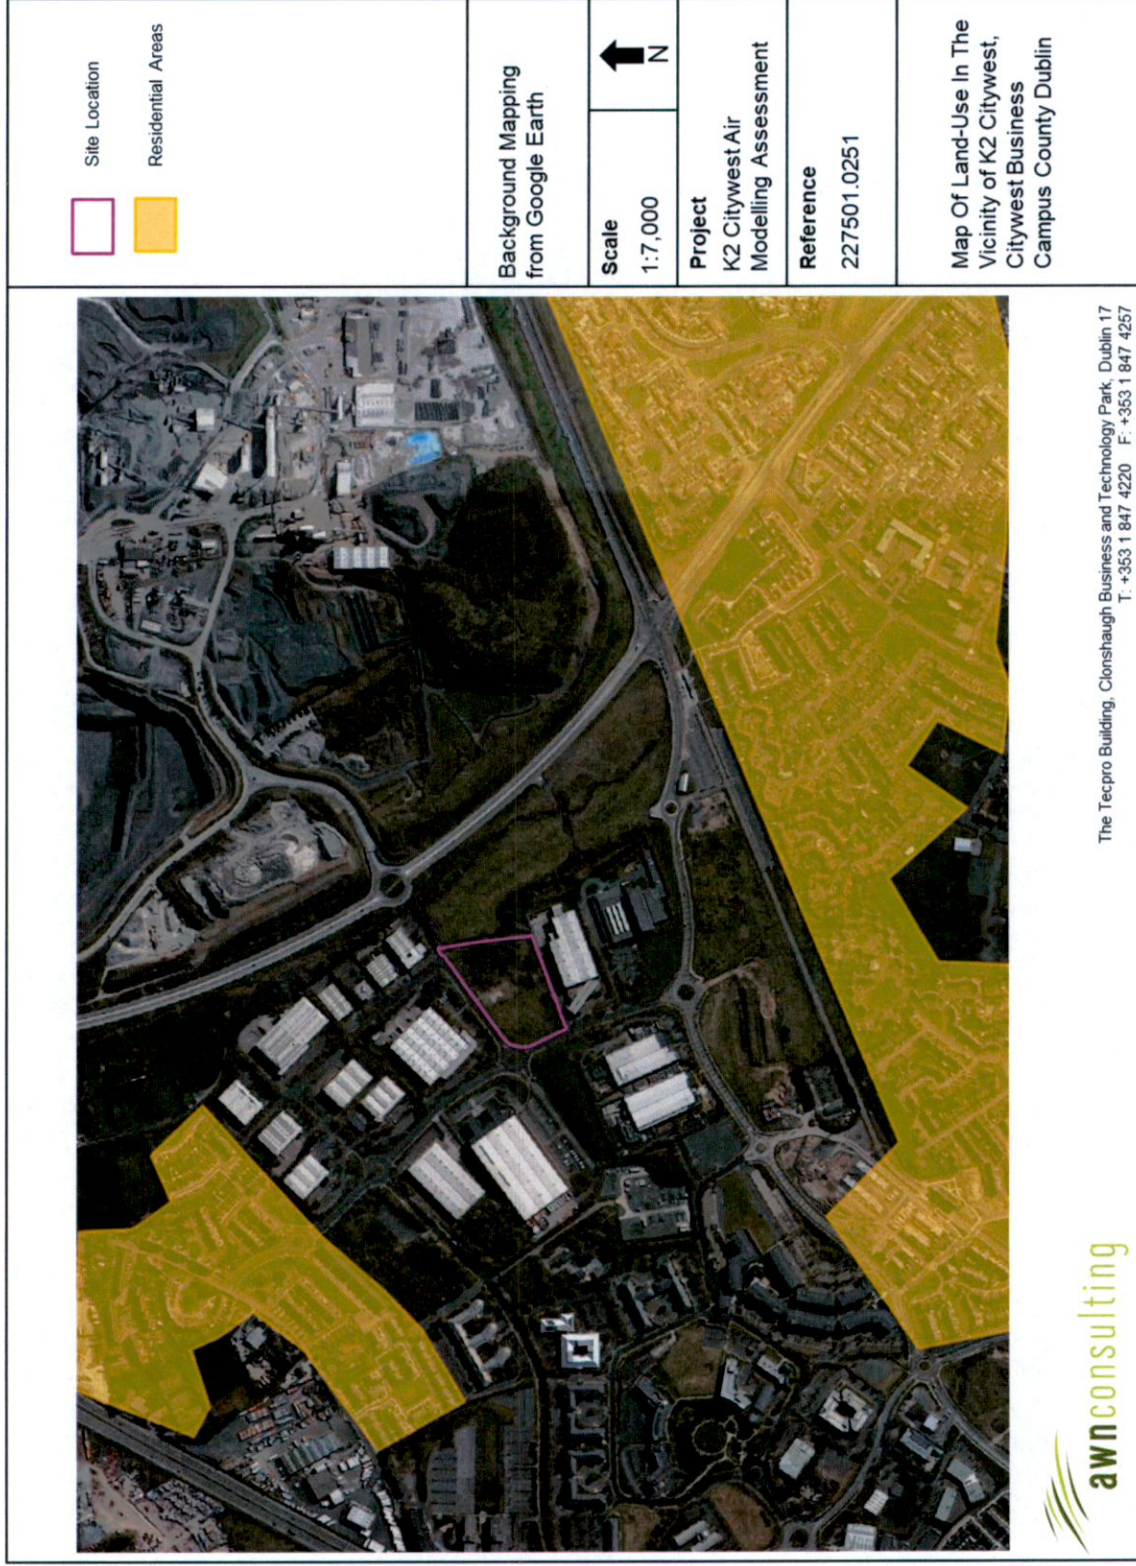 Site Location
Residential Areas
Background Mapping
from Google Earth
Scale
1:7,000
N
Project
K2 Citywest Air
Modelling Assessment
Reference
227501.0251
Map Of Land-Use In The
Vicinity of K2 Citywest,
Citywest Business
Campus County Dublin
awnconsulting
The Tecpro Building, Clonshaugh Business and Technology Park, Dublin 17
T: +353 1 847 4220 F: +353 1 847 4257